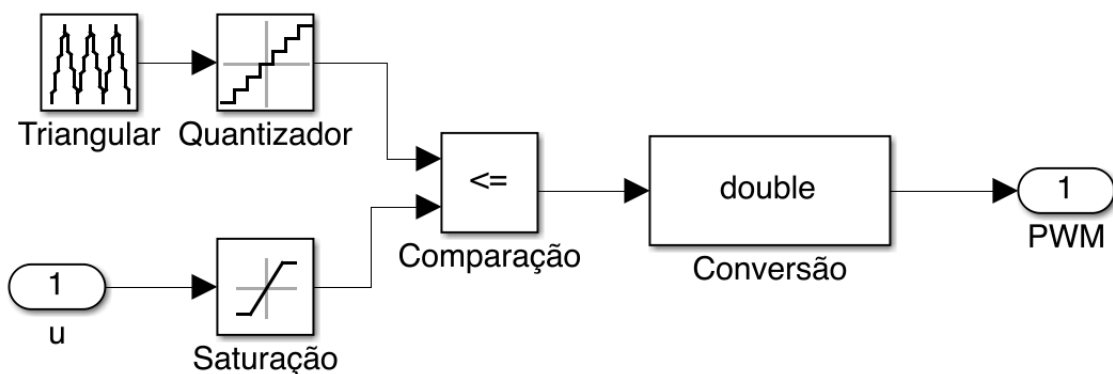 Triangular
Quantizador
<=
Comparação
double
Conversão
1
PWM
1
u
Saturação